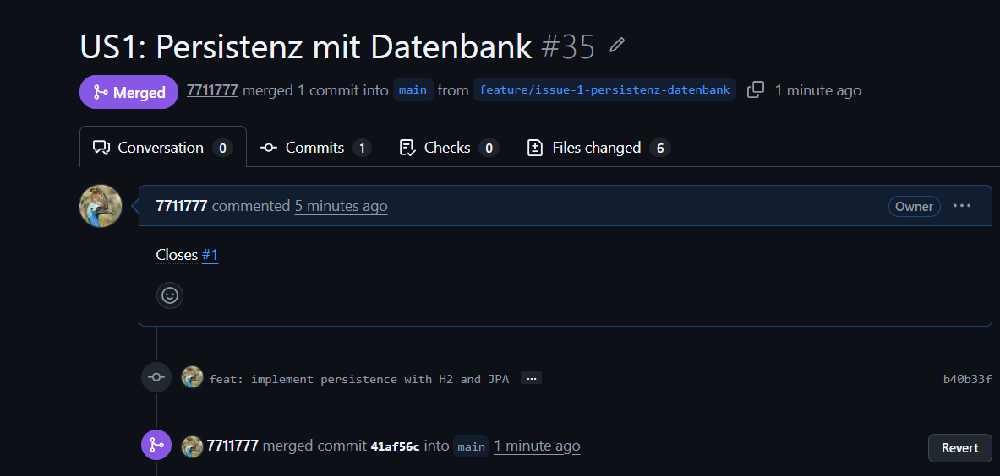 US1: Persistenz mit Datenbank #35
Merged 7711777 merged 1 commit into main from feature/issue-1-persistenz-datenbank 1 minute ago
Conversation 0 Commits 1 Checks 0 Files changed 6
7711777 commented 5 minutes ago Owner ...
Closes #1
feat: implement persistence with H2 and JPA ... b40b33f
7711777 merged commit 41af56c into main 1 minute ago Revert